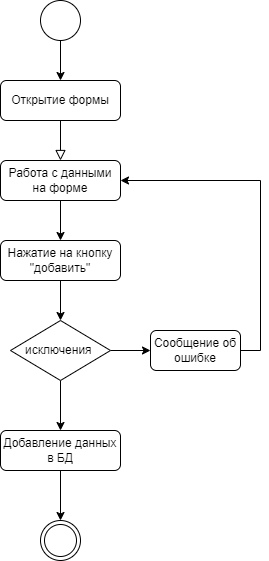 Открытие формы
Работа с данными
на форме
Нажатие на кнопку
"добавить"
исключения
Сообщение об
ошибке
Добавление данных
в БД